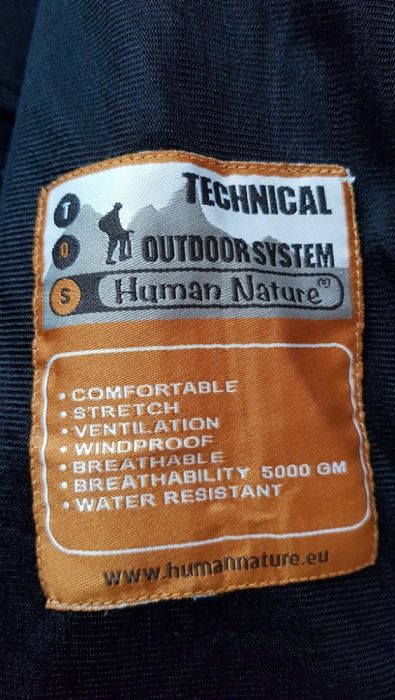 T TECHNICAL
O OUTDOOR SYSTEM
S Human Nature®
• COMFORTABLE
• STRETCH
• VENTILATION
• WINDPROOF
• BREATHABLE
• BREATHABILITY 5000 GM
• WATER RESISTANT
www.humannature.eu